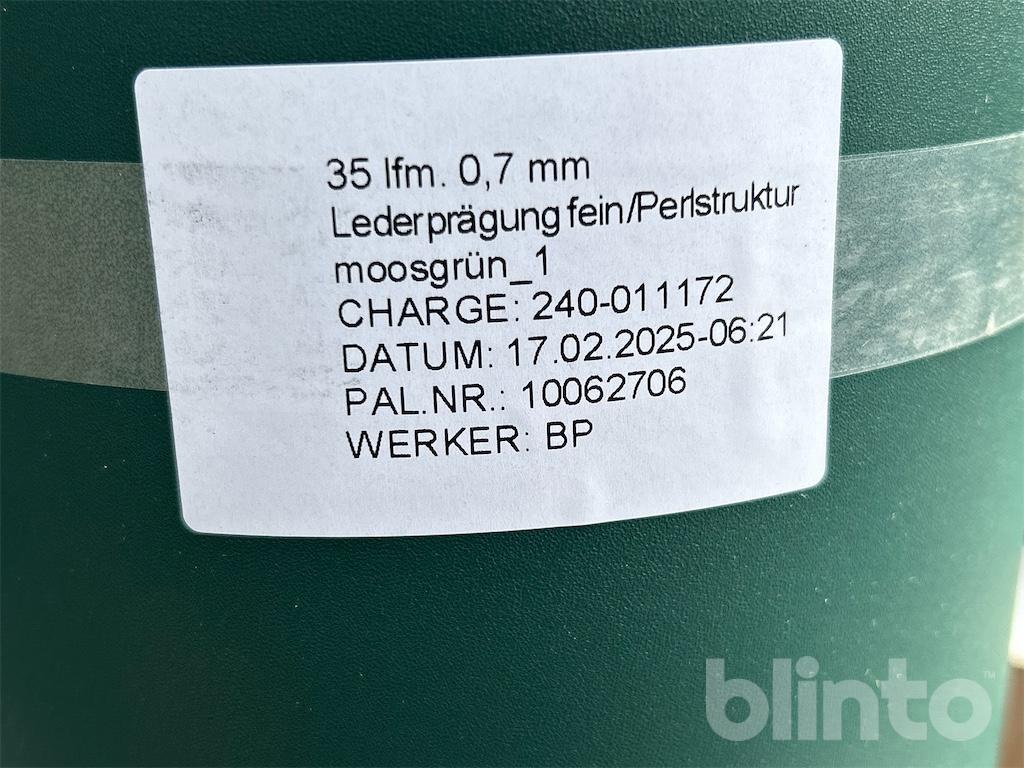 35 lfm. 0,7 mm
Lederprägung fein/Perlstruktur
moosgrün_1
CHARGE: 240-011172
DATUM: 17.02.2025-06:21
PAL.NR.: 10062706
WERKER: BP
blinto™